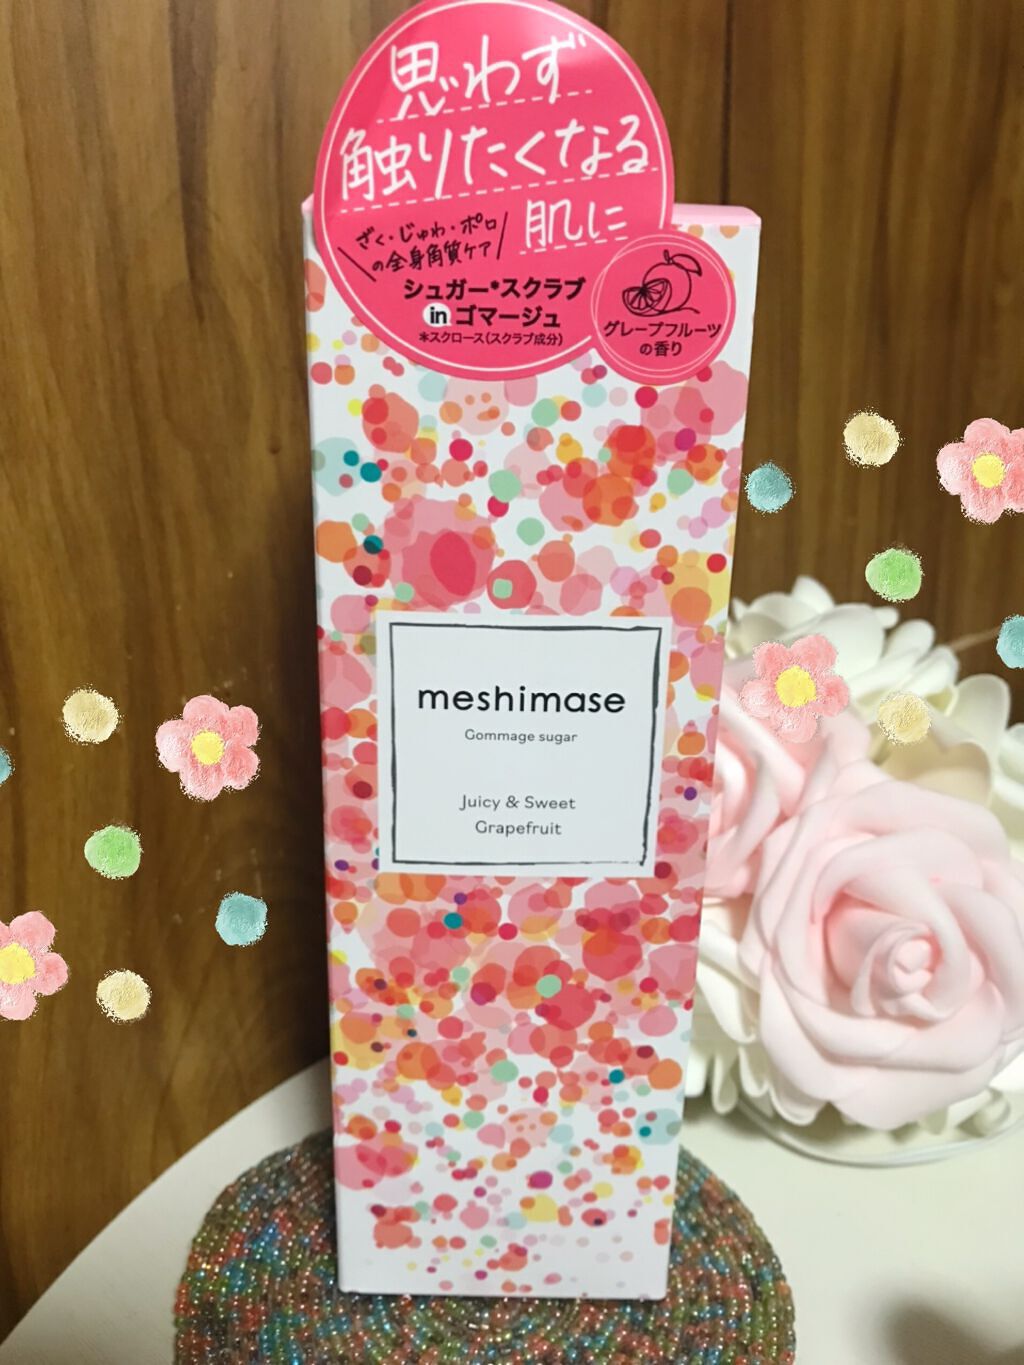 思わず
触りたくなる
肌に
ざく・じゅわ・ポロ
の全身角質ケア
シュガー*スクラブ
in ゴマージュ
*スクロース(スクラブ成分)
グレープフルーツ
の香り
meshimase
Gommage sugar
Juicy & Sweet
Grapefruit